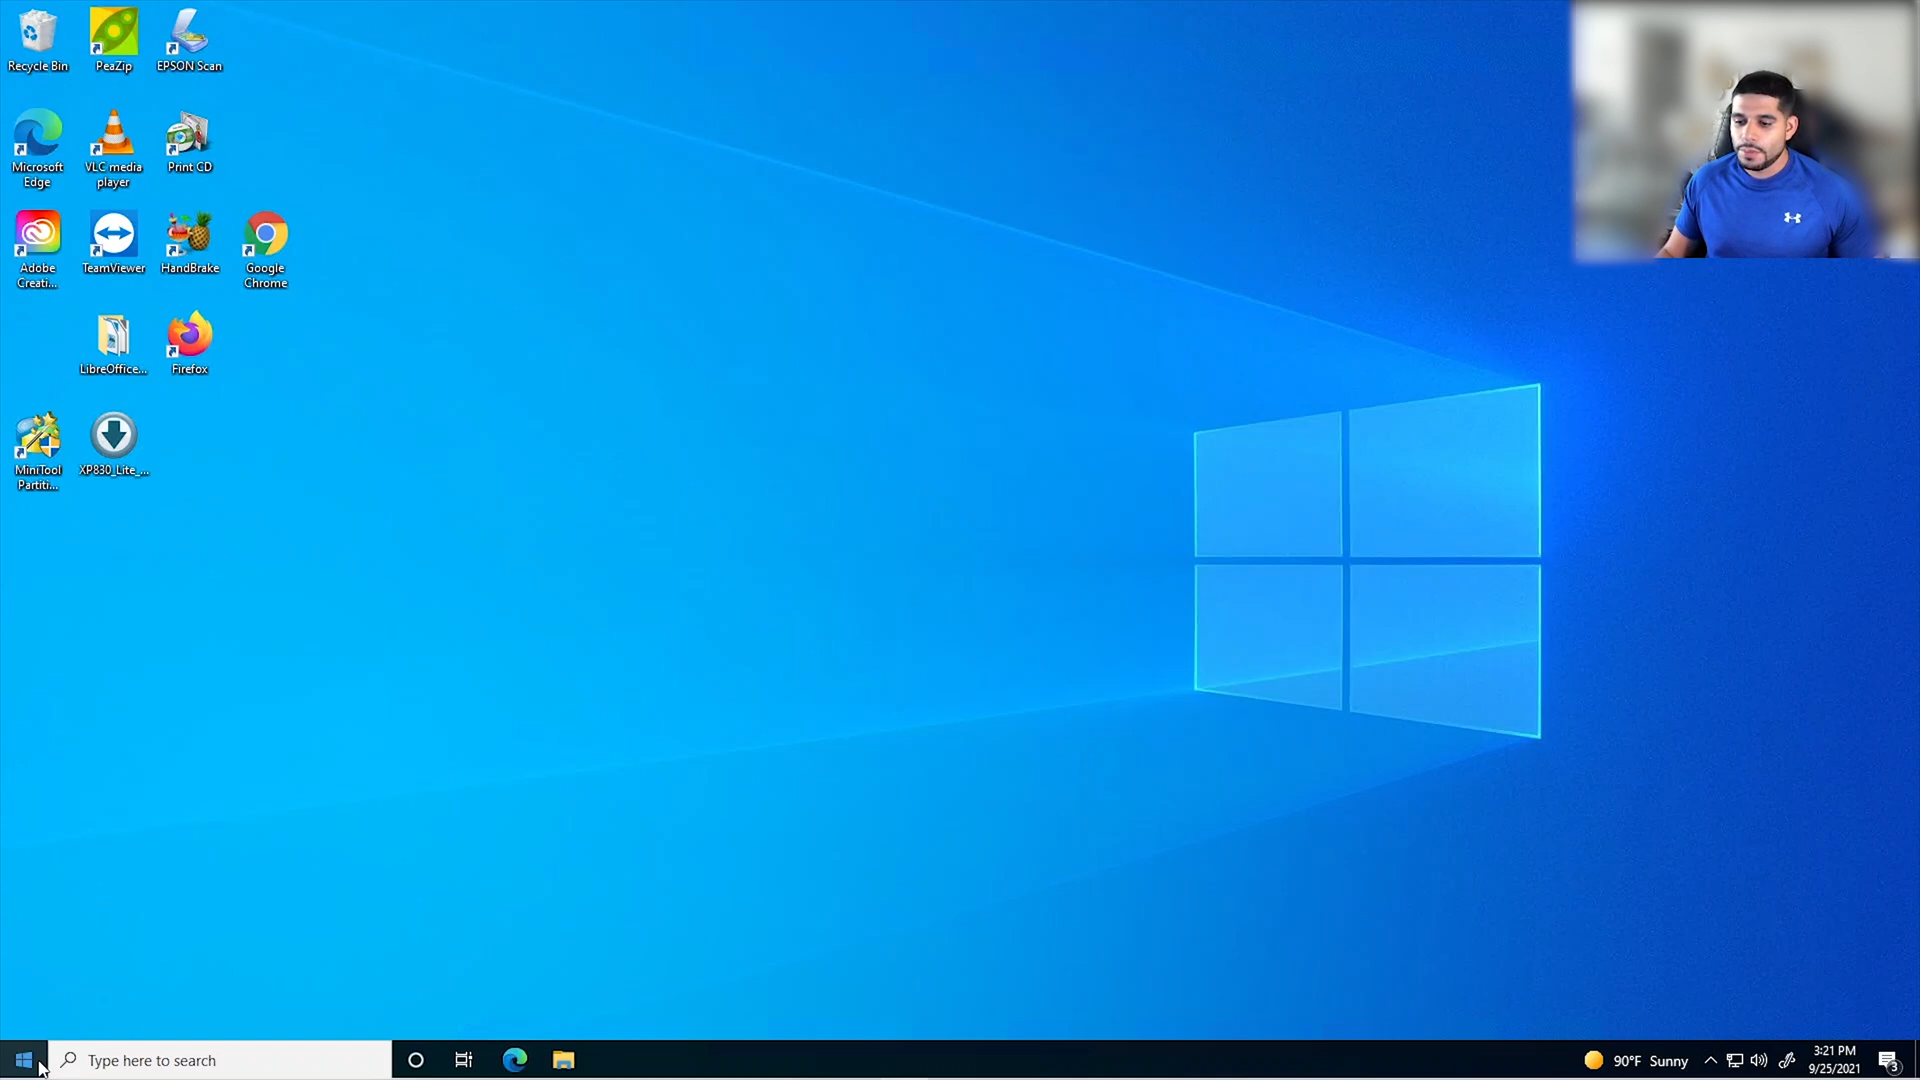 Recycle Bin
PeaZip
EPSON Scan
Microsoft
Edge
VLC media
player
Print CD
Adobe
Creati...
TeamViewer
HandBrake
Google
Chrome
LibreOffice...
Firefox
MiniTool
Partiti...
XP830_Lite_...
Type here to search
90°F Sunny
3:21 PM
9/25/2021
3